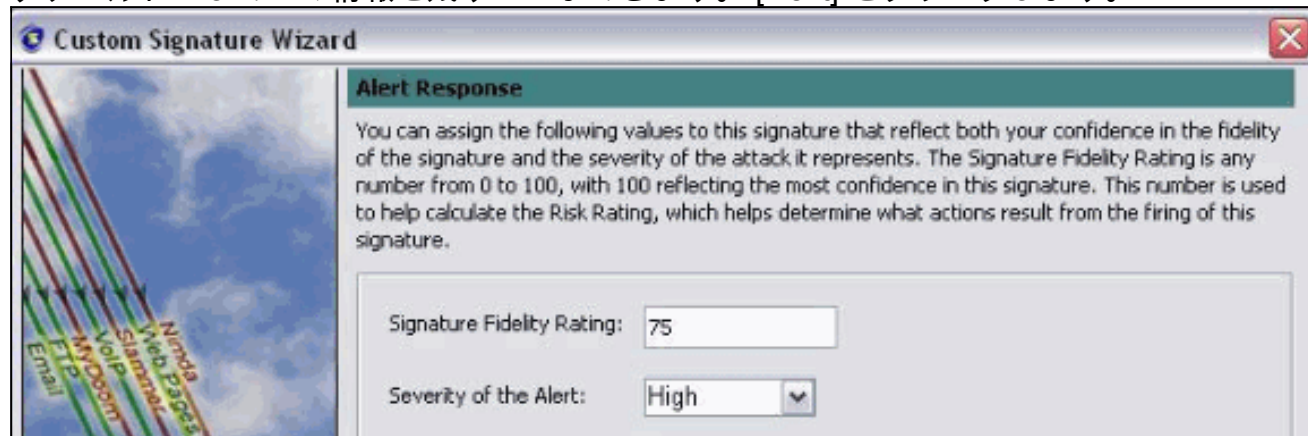 Custom Signature Wizard
Alert Response
You can assign the following values to this signature that reflect both your confidence in the fidelity
of the signature and the severity of the attack it represents. The Signature Fidelity Rating is any
number from 0 to 100, with 100 reflecting the most confidence in this signature. This number is used
to help calculate the Risk Rating, which helps determine what actions result from the firing of this
signature.
Signature Fidelity Rating: 75
Severity of the Alert: High
Email
FTP
MyDoom
VoIP
Slammer
Web Pages
Nimda